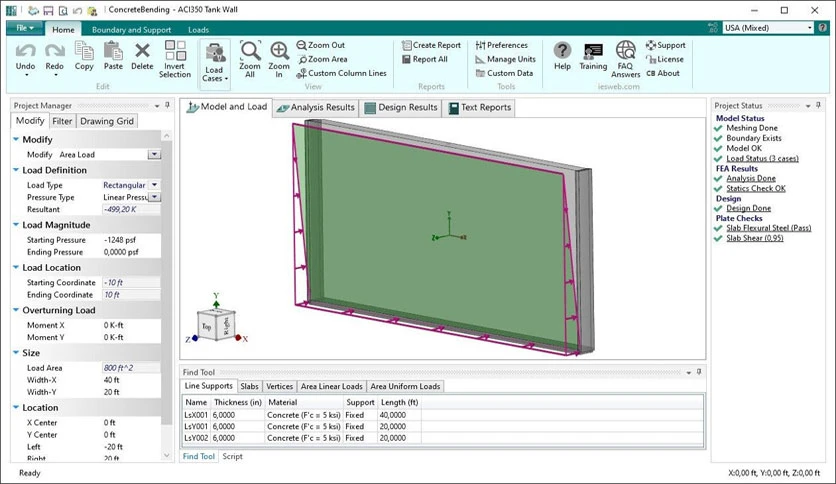 ConcreteBending - ACI350 Tank Wall
File Home Boundary and Support Loads USA (Mixed)
Undo Redo Copy Paste Delete Invert Selection
Edit
Load Cases
Zoom All Zoom In
Zoom Out
Zoom Area
Custom Column Lines
View
Create Report
Report All
Reports
Preferences
Manage Units
Custom Data
Tools
Help Training FAQ Answers
Support
License
CB About
iesweb.com
Project Manager
Modify Filter Drawing Grid
Modify
Modify Area Load
Load Definition
Load Type Rectangular
Pressure Type Linear Pressu
Resultant -499,20 K
Load Magnitude
Starting Pressure -1248 psf
Ending Pressure 0,0000 psf
Load Location
Starting Coordinate -10 ft
Ending Coordinate 10 ft
Overturning Load
Moment X 0 K-ft
Moment Y 0 K-ft
Size
Load Area 800 ft^2
Width-X 40 ft
Width-Y 20 ft
Location
X Center 0 ft
Y Center 0 ft
Left -20 ft
Right 20 ft
Model and Load Analysis Results Design Results Text Reports
Y
Z X
Y
Top Right
Z X
Find Tool
Line Supports Slabs Vertices Area Linear Loads Area Uniform Loads
Name Thickness (in) Material Support Length (ft)
LsX001 6,0000 Concrete (F'c = 5 ksi) Fixed 40,0000
LsY001 6,0000 Concrete (F'c = 5 ksi) Fixed 20,0000
LsY002 6,0000 Concrete (F'c = 5 ksi) Fixed 20,0000
Find Tool Script
Project Status
Model Status
Meshing Done
Boundary Exists
Model OK
Load Status (3 cases)
FEA Results
Analysis Done
Statics Check OK
Design
Design Done
Plate Checks
Slab Flexural Steel (Pass)
Slab Shear (0,95)
Ready X:0,00 ft, Y:0,00 ft, Z:0,00 ft